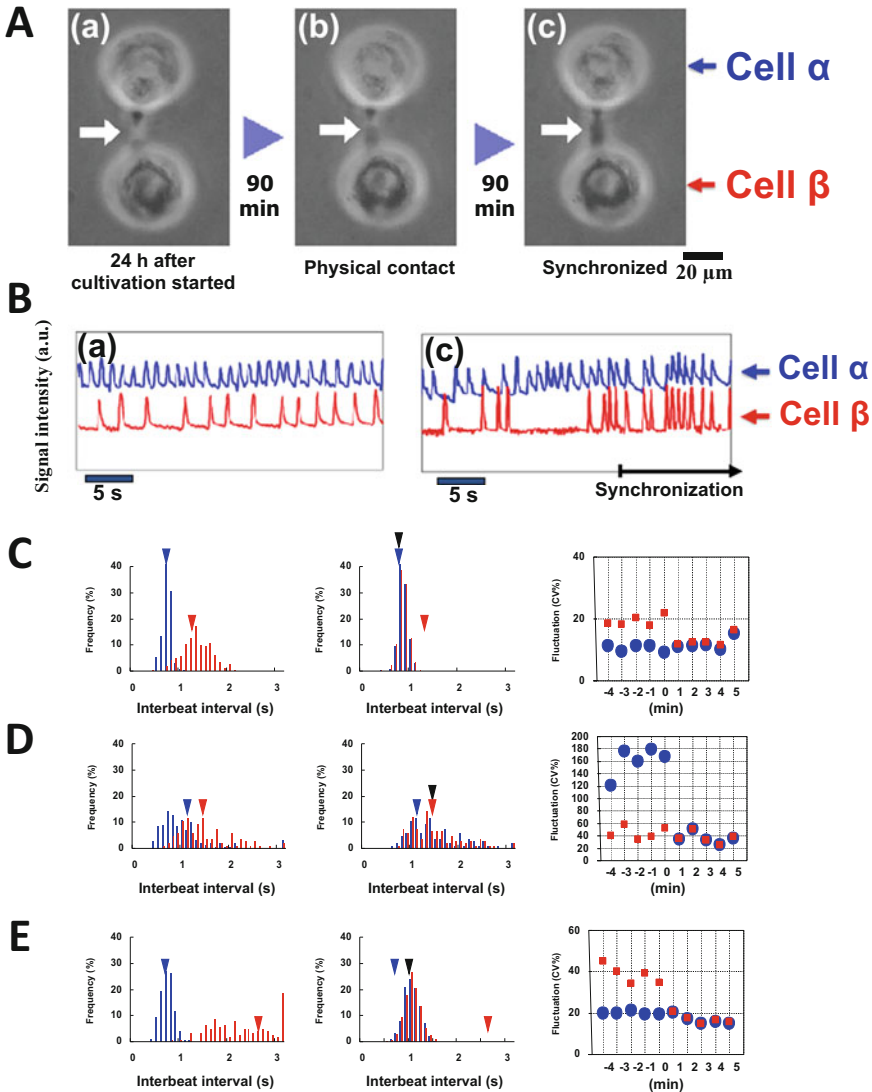 A
(a)
(b)
(c)
Cell α
Cell β
90
min
90
min
24 h after
cultivation started
Physical contact
Synchronized
20 µm
B
Signal intensity (a.u.)
(a)
(c)
Cell α
Cell β
5 s
5 s
Synchronization
C
Frequency (%)
40
30
20
10
0
0 1 2 3
Interbeat interval (s)
Frequency (%)
40
30
20
10
0
0 1 2 3
Interbeat interval (s)
Fluctuation (CV%)
40
20
0
-4 -3 -2 -1 0 1 2 3 4 5
(min)
D
Frequency (%)
40
30
20
10
0
0 1 2 3
Interbeat interval (s)
Frequency (%)
40
30
20
10
0
0 1 2 3
Interbeat interval (s)
Fluctuation (CV%)
200
180
160
140
120
100
80
60
40
20
0
-4 -3 -2 -1 0 1 2 3 4 5
(min)
E
Frequency (%)
40
30
20
10
0
0 1 2 3
Interbeat interval (s)
Frequency (%)
40
30
20
10
0
0 1 2 3
Interbeat interval (s)
Fluctuation (CV%)
60
40
20
0
-4 -3 -2 -1 0 1 2 3 4 5
(min)